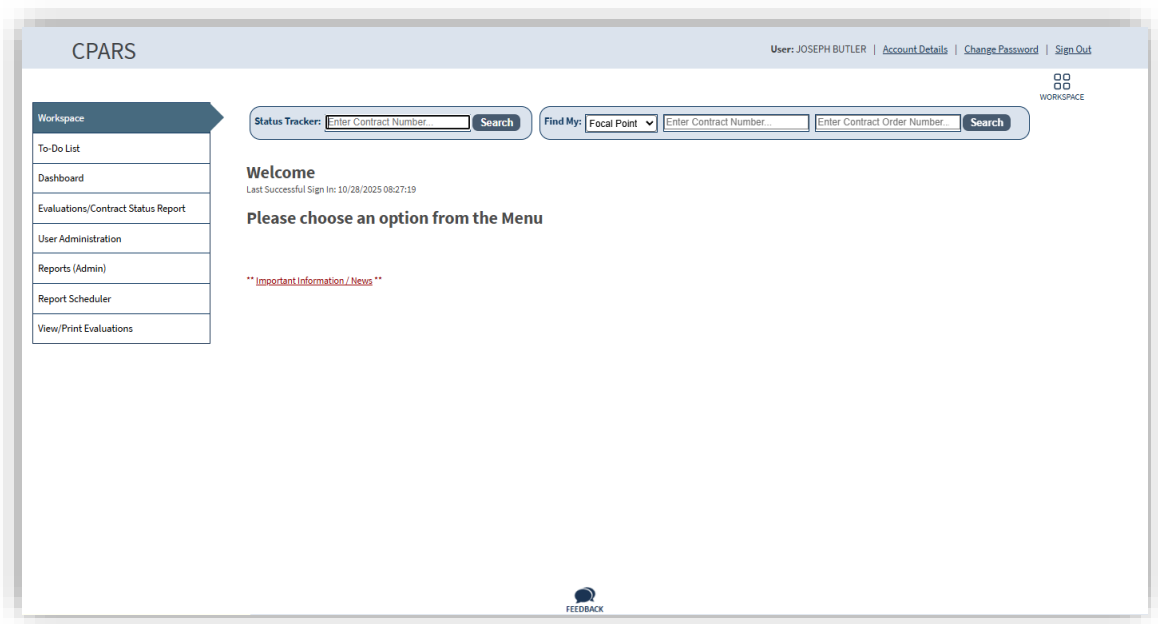 CPARS
User: JOSEPH BUTLER | Account Details | Change Password | Sign Out
WORKSPACE
Status Tracker: Enter Contract Number... Search
Find My: Focal Point Enter Contract Number... Enter Contract Order Number... Search
Workspace
To-Do List
Dashboard
Evaluations/Contract Status Report
User Administration
Reports (Admin)
Report Scheduler
View/Print Evaluations
Welcome
Last Successful Sign In: 10/28/2025 08:27:19
Please choose an option from the Menu
** Important Information / News **
FEEDBACK